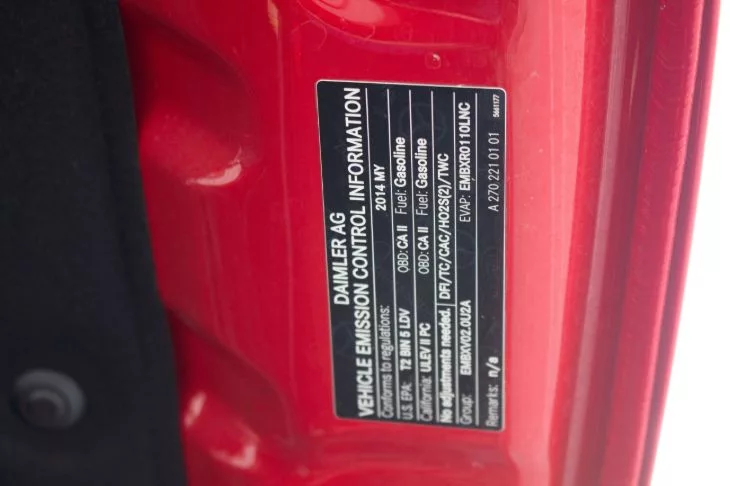 DAIMLER AG
VEHICLE EMISSION CONTROL INFORMATION
Conforms to regulations: 2014 MY
U.S. EPA: T2 BIN 5 LDV OBD: CA II Fuel: Gasoline
California: ULEV II PC OBD: CA II Fuel: Gasoline
No adjustments needed. DFI/TC/CAC/HO2S(2)/TWC
Group: EMBXV02.0U2A EVAP: EMBXR0110LNC
Remarks: n/a A 270 221 01 01
5661177